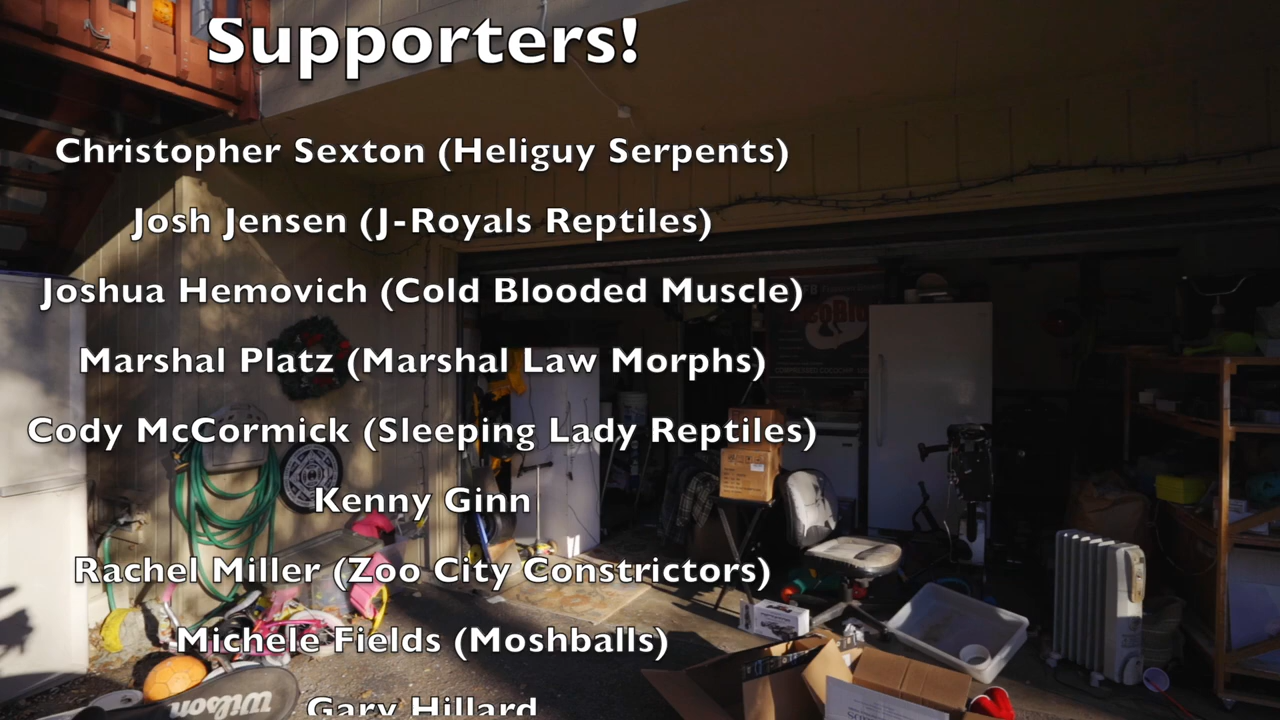 Supporters!
Christopher Sexton (Heliguy Serpents)
Josh Jensen (J-Royals Reptiles)
Joshua Hemovich (Cold Blooded Muscle)
Marshal Platz (Marshal Law Morphs)
Cody McCormick (Sleeping Lady Reptiles)
Kenny Ginn
Rachel Miller (Zoo City Constrictors)
Michele Fields (Moshballs)
Gary Hillard
Wilson